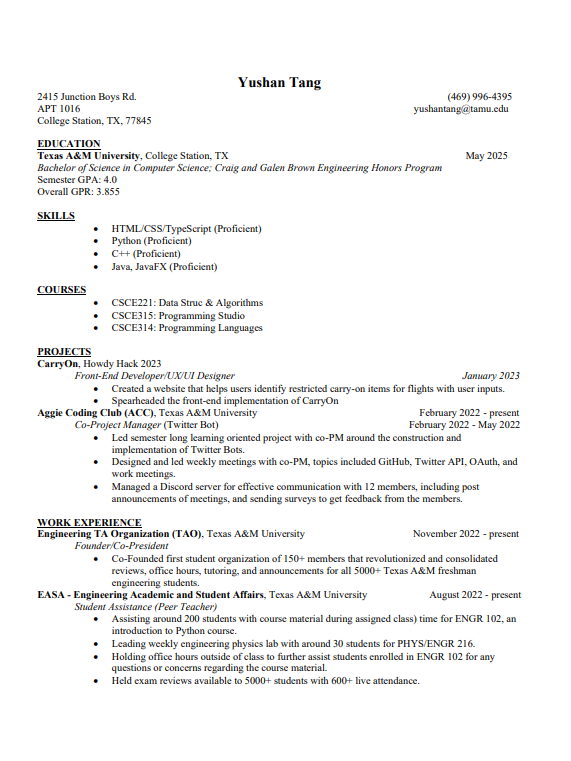 Yushan Tang
2415 Junction Boys Rd. (469) 996-4395
APT 1016 yushantang@tamu.edu
College Station, TX, 77845
EDUCATION
Texas A&M University, College Station, TX May 2025
Bachelor of Science in Computer Science; Craig and Galen Brown Engineering Honors Program
Semester GPA: 4.0
Overall GPR: 3.855
SKILLS
• HTML/CSS/TypeScript (Proficient)
• Python (Proficient)
• C++ (Proficient)
• Java, JavaFX (Proficient)
COURSES
• CSCE221: Data Struc & Algorithms
• CSCE315: Programming Studio
• CSCE314: Programming Languages
PROJECTS
CarryOn, Howdy Hack 2023
Front-End Developer/UX/UI Designer January 2023
• Created a website that helps users identify restricted carry-on items for flights with user inputs.
• Spearheaded the front-end implementation of CarryOn
Aggie Coding Club (ACC), Texas A&M University February 2022 - present
Co-Project Manager (Twitter Bot) February 2022 - May 2022
• Led semester long learning oriented project with co-PM around the construction and
implementation of Twitter Bots.
• Designed and led weekly meetings with co-PM, topics included GitHub, Twitter API, OAuth, and
work meetings.
• Managed a Discord server for effective communication with 12 members, including post
announcements of meetings, and sending surveys to get feedback from the members.
WORK EXPERIENCE
Engineering TA Organization (TAO), Texas A&M University November 2022 - present
Founder/Co-President
• Co-Founded first student organization of 150+ members that revolutionized and consolidated
reviews, office hours, tutoring, and announcements for all 5000+ Texas A&M freshman
engineering students.
EASA - Engineering Academic and Student Affairs, Texas A&M University August 2022 - present
Student Assistance (Peer Teacher)
• Assisting around 200 students with course material during assigned class) time for ENGR 102, an
introduction to Python course.
• Leading weekly engineering physics lab with around 30 students for PHYS/ENGR 216.
• Holding office hours outside of class to further assist students enrolled in ENGR 102 for any
questions or concerns regarding the course material.
• Held exam reviews available to 5000+ students with 600+ live attendance.